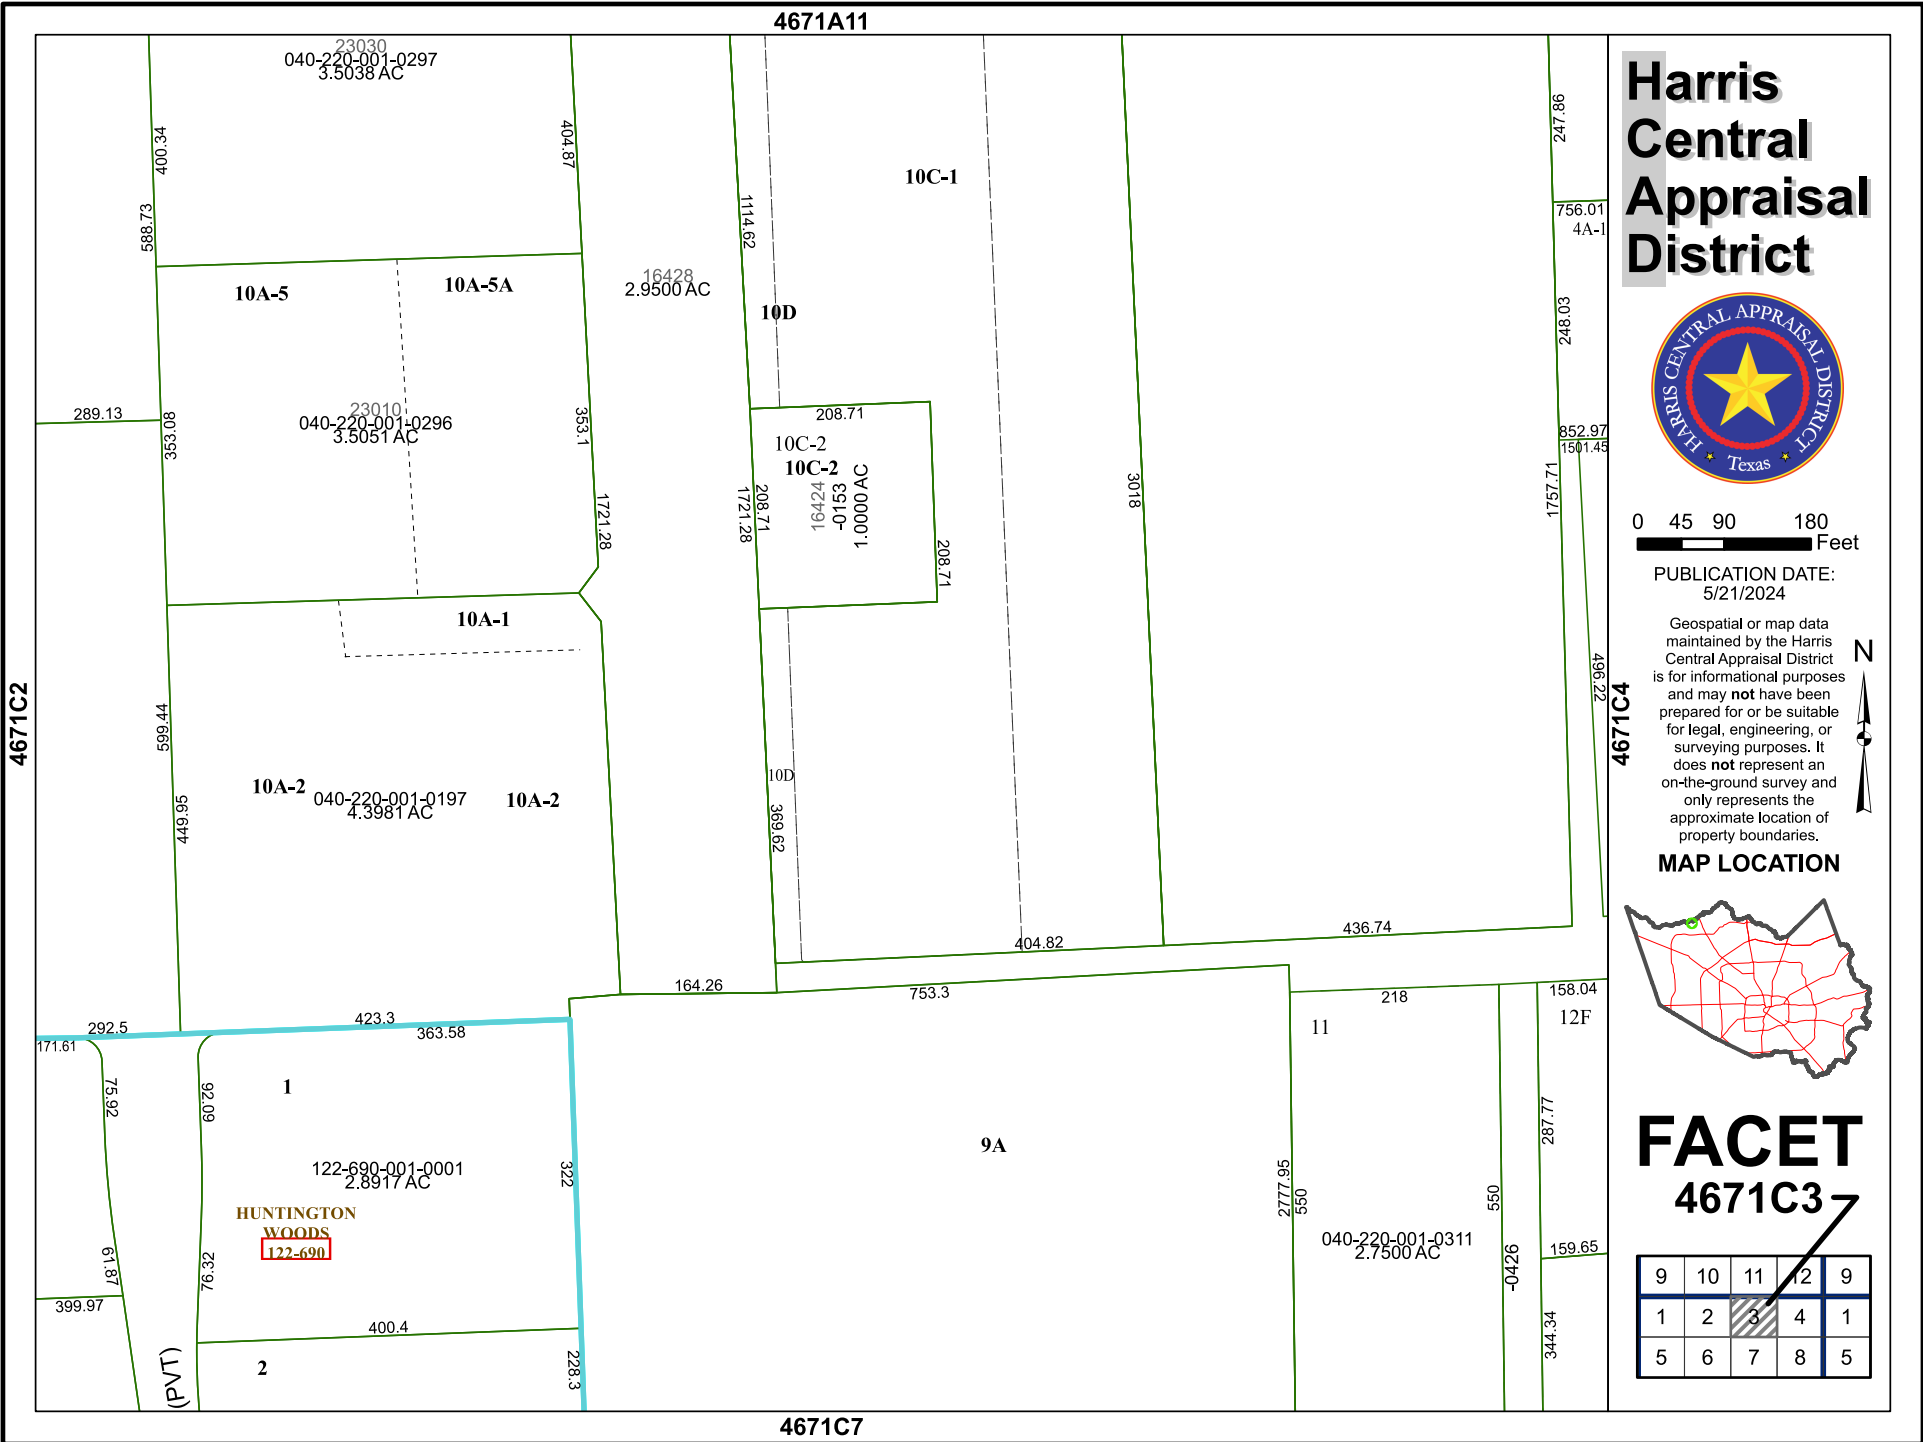 4671A11
23030
040-220-001-0297
3.5038 AC
400.34
588.73
404.87
10A-5
10A-5A
16428
2.9500 AC
1114.62
10D
10C-1
247.86
756.01
4A-1
248.03
289.13
353.08
23010
040-220-001-0296
3.5051 AC
353.1
1721.28
208.71
10C-2
10C-2
16424
-0153
1.0000 AC
208.71
1721.28
208.71
3018
852.97
1501.45
1757.71
496.22
10A-1
599.44
449.95
10A-2
040-220-001-0197
4.3981 AC
10A-2
10D
369.62
404.82
436.74
164.26
753.3
218
158.04
11
12F
292.5
171.61
423.3
363.58
75.92
92.09
1
122-690-001-0001
2.8917 AC
322
HUNTINGTON
WOODS
122-690
61.87
76.32
399.97
400.4
2
228.3
(PVT)
9A
2777.95
550
040-220-001-0311
2.7500 AC
550
-0426
287.77
159.65
344.34
4671C2
4671C4
4671C7
Harris
Central
Appraisal
District
HARRIS CENTRAL APPRAISAL DISTRICT
Texas
0 45 90 180
Feet
PUBLICATION DATE:
5/21/2024
Geospatial or map data
maintained by the Harris
Central Appraisal District
is for informational purposes
and may not have been
prepared for or be suitable
for legal, engineering, or
surveying purposes. It
does not represent an
on-the-ground survey and
only represents the
approximate location of
property boundaries.
N
MAP LOCATION
FACET
4671C3
9 10 11 12 9
1 2 3 4 1
5 6 7 8 5